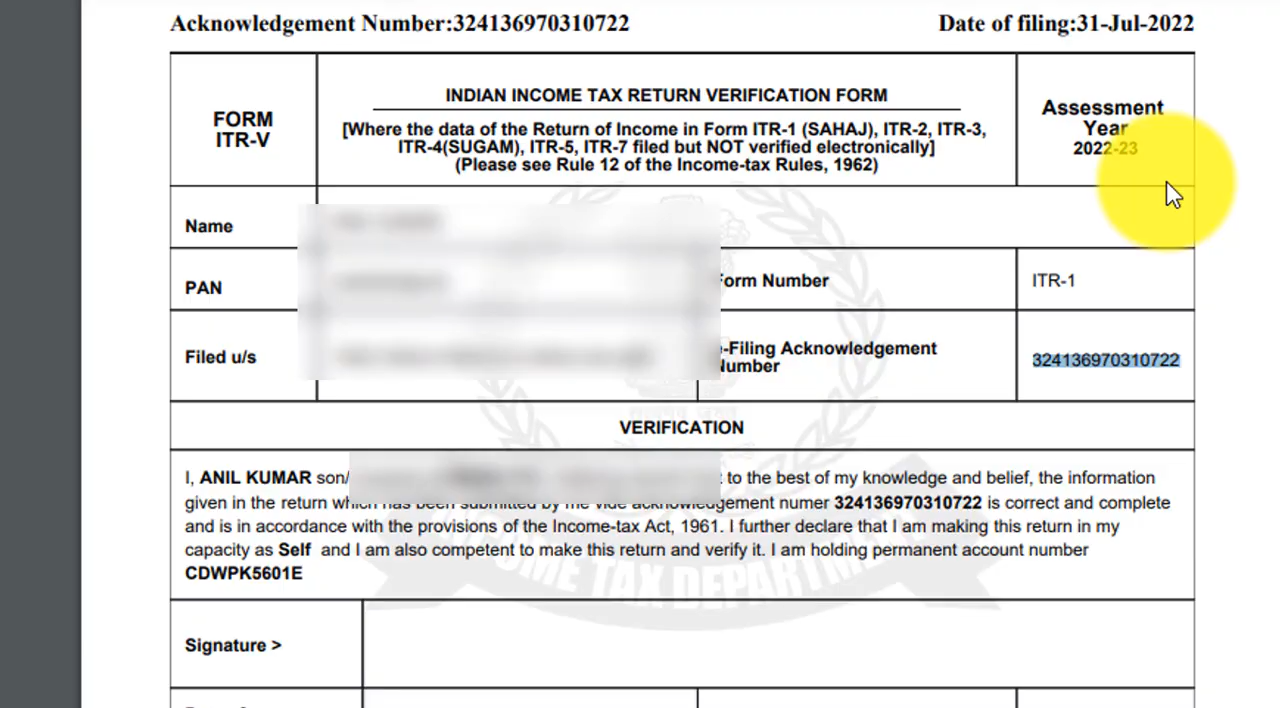 Acknowledgement Number:324136970310722 Date of filing:31-Jul-2022
FORM
ITR-V
INDIAN INCOME TAX RETURN VERIFICATION FORM
[Where the data of the Return of Income in Form ITR-1 (SAHAJ), ITR-2, ITR-3,
ITR-4(SUGAM), ITR-5, ITR-7 filed but NOT verified electronically]
(Please see Rule 12 of the Income-tax Rules, 1962)
Assessment
Year
2022-23
Name
PAN
Form Number
ITR-1
Filed u/s
e-Filing Acknowledgement
Number
324136970310722
VERIFICATION
I, ANIL KUMAR son/ to the best of my knowledge and belief, the information
given in the return which has been submitted by me vide acknowledgement numer 324136970310722 is correct and complete
and is in accordance with the provisions of the Income-tax Act, 1961. I further declare that I am making this return in my
capacity as Self and I am also competent to make this return and verify it. I am holding permanent account number
CDWPK5601E
INCOME TAX DEPARTMENT
Signature >